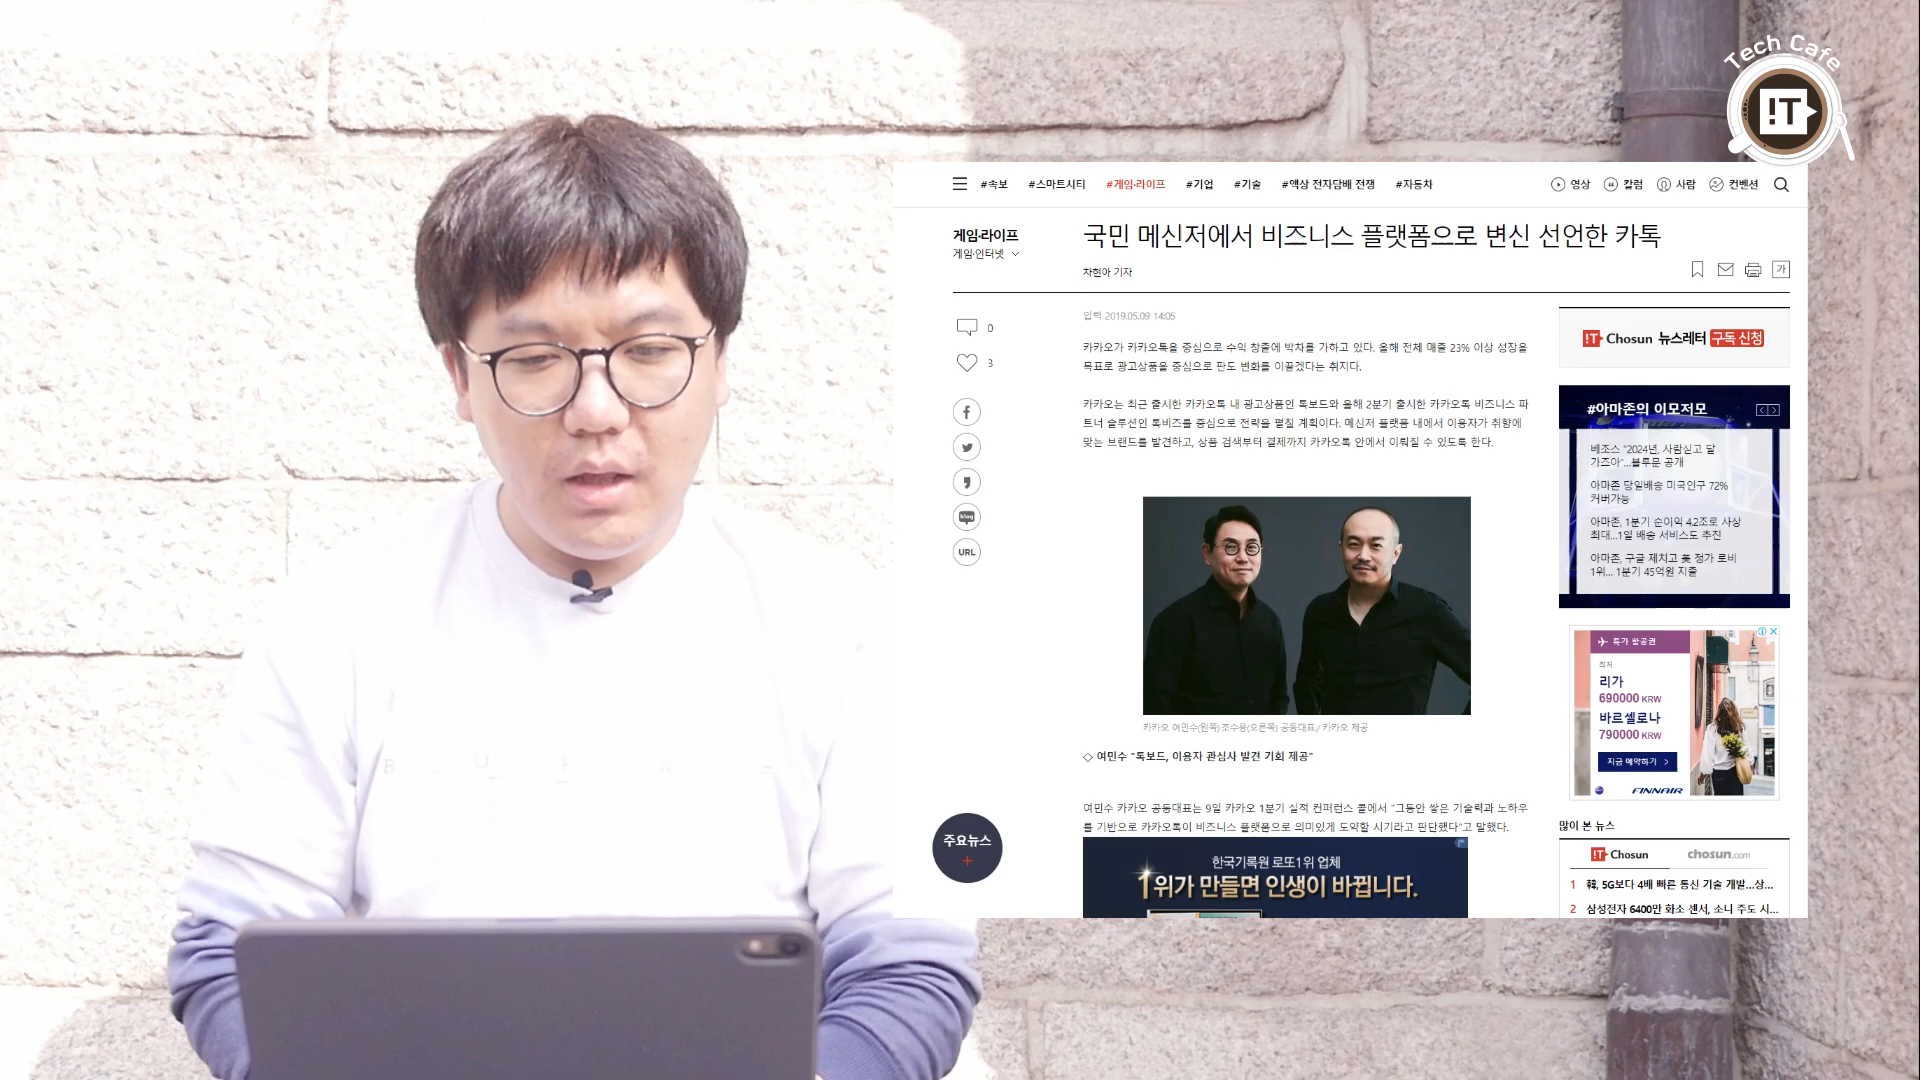 Tech Cafe
!T
#속보 #스마트시티 #게임·라이프 #기업 #기술 #액상 전자담배 전쟁 #자동차
영상 칼럼 사람 컨벤션
게임·라이프
게임·인터넷
국민 메신저에서 비즈니스 플랫폼으로 변신 선언한 카톡
차현아 기자
가
입력 2019.05.09 14:05
0
3
blog
URL
카카오가 카카오톡을 중심으로 수익 창출에 박차를 가하고 있다. 올해 전체 매출 23% 이상 성장을
목표로 광고상품을 중심으로 판도 변화를 이끌겠다는 취지다.
카카오는 최근 출시한 카카오톡 내 광고상품인 톡보드와 올해 2분기 출시한 카카오톡 비즈니스 파
트너 솔루션인 톡비즈를 중심으로 전략을 펼칠 계획이다. 메신저 플랫폼 내에서 이용자가 취향에
맞는 브랜드를 발견하고, 상품 검색부터 결제까지 카카오톡 안에서 이뤄질 수 있도록 한다.
카카오 여민수(왼쪽)·조수용(오른쪽) 공동대표./ 카카오 제공
◇ 여민수 "톡보드, 이용자 관심사 발견 기회 제공"
여민수 카카오 공동대표는 9일 카카오 1분기 실적 컨퍼런스 콜에서 "그동안 쌓은 기술력과 노하우
를 기반으로 카카오톡이 비즈니스 플랫폼으로 의미있게 도약할 시기라고 판단했다"고 말했다.
한국기록원 로또1위 업체
1위가 만들면 인생이 바뀝니다.
주요뉴스
+
!T Chosun 뉴스레터 구독 신청
#아마존의 이모저모
베조스 "2024년, 사람싣고 달
가즈아"...블루문 공개
아마존 당일배송 미국인구 72%
커버가능
아마존, 1분기 순이익 4.2조로 사상
최대...1일 배송 서비스도 추진
아마존, 구글 제치고 美 정가 로비
1위... 1분기 45억원 지출
특가 항공권
최저
리가
690000 KRW
바르셀로나
790000 KRW
지금 예약하기 >
FINNAIR
많이 본 뉴스
!T Chosun chosun.com
1 韓, 5G보다 4배 빠른 통신 기술 개발...상...
2 삼성전자 6400만 화소 센서, 소니 주도 시...